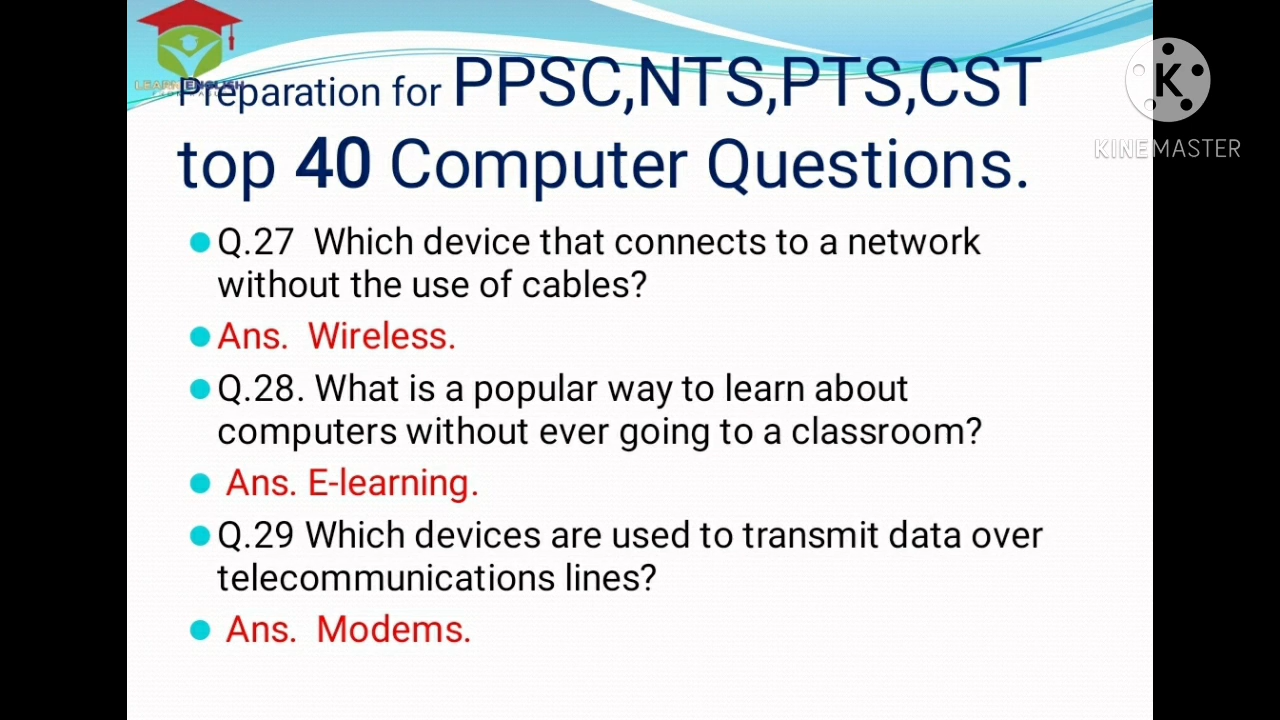 LEARN ENGLISH
Preparation for PPSC,NTS,PTS,CST
top 40 Computer Questions.
Q.27 Which device that connects to a network
without the use of cables?
Ans. Wireless.
Q.28. What is a popular way to learn about
computers without ever going to a classroom?
Ans. E-learning.
Q.29 Which devices are used to transmit data over
telecommunications lines?
Ans. Modems.
K
KINEMASTER